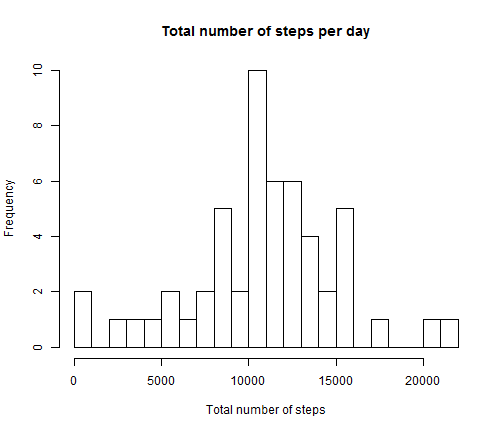 Total number of steps per day
Frequency
10
8
6
4
2
0
0 5000 10000 15000 20000
Total number of steps